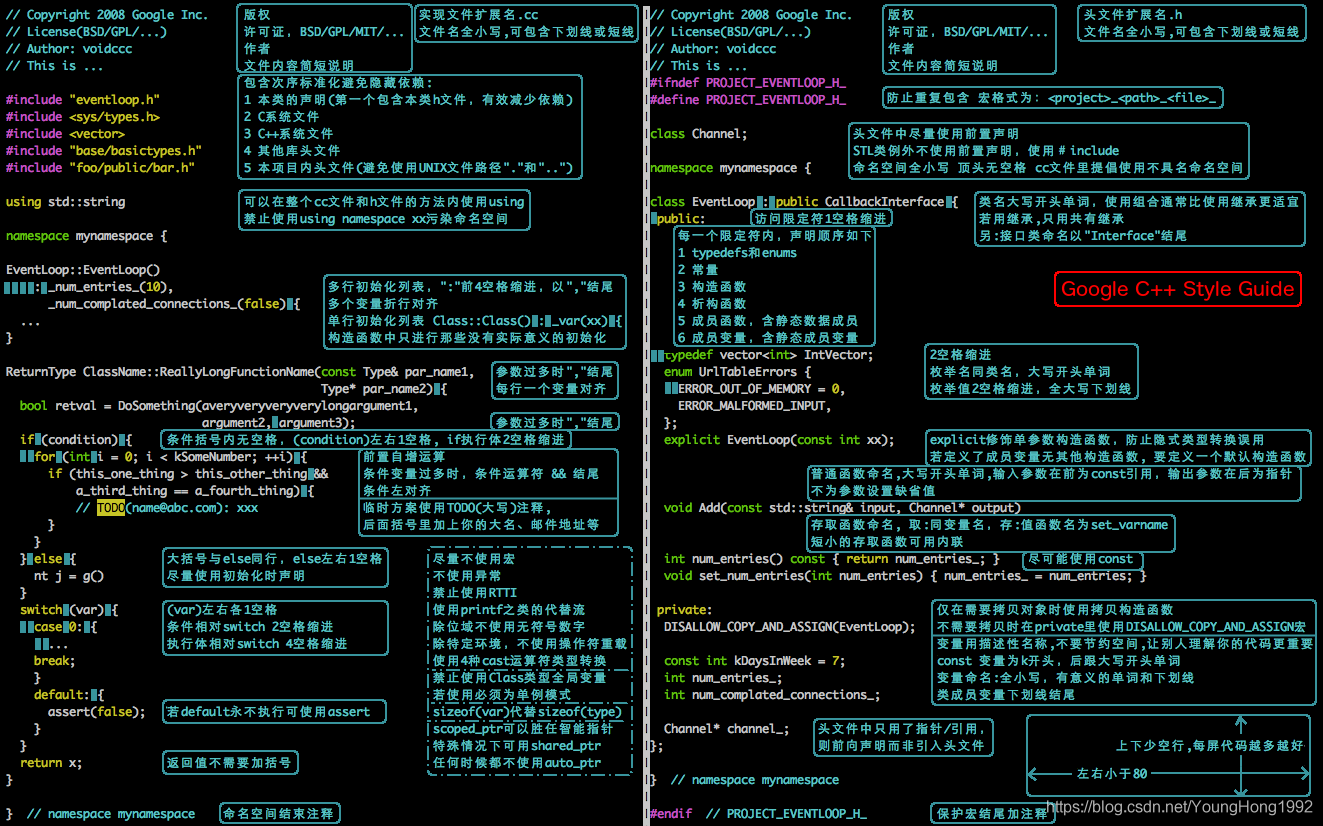 // Copyright 2008 Google Inc.
// License(BSD/GPL/...)
// Author: voidccc
// This is ...
版权
许可证，BSD/GPL/MIT/...
作者
文件内容简短说明
实现文件扩展名.cc
文件名全小写,可包含下划线或短线
#include "eventloop.h"
#include <sys/types.h>
#include <vector>
#include "base/basictypes.h"
#include "foo/public/bar.h"
包含次序标准化避免隐藏依赖：
1 本类的声明(第一个包含本类h文件，有效减少依赖)
2 C系统文件
3 C++系统文件
4 其他库头文件
5 本项目内头文件(避免使用UNIX文件路径"."和"..")
using std::string
可以在整个cc文件和h文件的方法内使用using
禁止使用using namespace xx污染命名空间
namespace mynamespace {
EventLoop::EventLoop()
: _num_entries_(10),
_num_complated_connections_(false) {
...
}
多行初始化列表，":"前4空格缩进，以","结尾
多个变量折行对齐
单行初始化列表 Class::Class() : _var(xx) {
构造函数中只进行那些没有实际意义的初始化
ReturnType ClassName::ReallyLongFunctionName(const Type& par_name1,
Type* par_name2) {
参数过多时","结尾
每行一个变量对齐
bool retval = DoSomething(averyveryveryverylongargument1,
argument2, argument3);
参数过多时","结尾
if (condition) {
条件括号内无空格，(condition)左右1空格，if执行体2空格缩进
for (int i = 0; i < kSomeNumber; ++i) {
if (this_one_thing > this_other_thing &&
a_third_thing == a_fourth_thing) {
// TODO(name@abc.com): xxx
}
}
前置自增运算
条件变量过多时，条件运算符 && 结尾
条件左对齐
临时方案使用TODO(大写)注释，
后面括号里加上你的大名、邮件地址等
} else {
nt j = g()
}
大括号与else同行，else左右1空格
尽量使用初始化时声明
switch (var) {
case 0: {
...
break;
}
default: {
assert(false);
}
}
return x;
}
(var)左右各1空格
条件相对switch 2空格缩进
执行体相对switch 4空格缩进
若default永不执行可使用assert
返回值不需要加括号
尽量不使用宏
不使用异常
禁止使用RTTI
使用printf之类的代替流
除位域不使用无符号数字
除特定环境，不使用操作符重载
使用4种cast运算符类型转换
禁止使用Class类型全局变量
若使用必须为单例模式
sizeof(var)代替sizeof(type)
scoped_ptr可以胜任智能指针
特殊情况下可用shared_ptr
任何时候都不使用auto_ptr
} // namespace mynamespace
命名空间结束注释
// Copyright 2008 Google Inc.
// License(BSD/GPL/...)
// Author: voidccc
// This is ...
版权
许可证，BSD/GPL/MIT/...
作者
文件内容简短说明
头文件扩展名.h
文件名全小写,可包含下划线或短线
#ifndef PROJECT_EVENTLOOP_H_
#define PROJECT_EVENTLOOP_H_
防止重复包含 宏格式为：<project>_<path>_<file>_
class Channel;
namespace mynamespace {
头文件中尽量使用前置声明
STL类例外不使用前置声明，使用＃include
命名空间全小写 顶头无空格 cc文件里提倡使用不具名命名空间
class EventLoop : public CallbackInterface {
public:
访问限定符1空格缩进
类名大写开头单词，使用组合通常比使用继承更适宜
若用继承,只用共有继承
另:接口类命名以"Interface"结尾
每一个限定符内，声明顺序如下
1 typedefs和enums
2 常量
3 构造函数
4 析构函数
5 成员函数，含静态数据成员
6 成员变量，含静态成员变量
Google C++ Style Guide
typedef vector<int> IntVector;
enum UrlTableErrors {
ERROR_OUT_OF_MEMORY = 0,
ERROR_MALFORMED_INPUT,
};
2空格缩进
枚举名同类名，大写开头单词
枚举值2空格缩进，全大写下划线
explicit EventLoop(const int xx);
explicit修饰单参数构造函数，防止隐式类型转换误用
若定义了成员变量无其他构造函数，要定义一个默认构造函数
普通函数命名,大写开头单词,输入参数在前为const引用，输出参数在后为指针
不为参数设置缺省值
void Add(const std::string& input, Channel* output)
存取函数命名，取:同变量名，存:值函数名为set_varname
短小的存取函数可用内联
int num_entries() const { return num_entries_; }
尽可能使用const
void set_num_entries(int num_entries) { num_entries_ = num_entries; }
private:
DISALLOW_COPY_AND_ASSIGN(EventLoop);
仅在需要拷贝对象时使用拷贝构造函数
不需要拷贝时在private里使用DISALLOW_COPY_AND_ASSIGN宏
变量用描述性名称,不要节约空间,让别人理解你的代码更重要
const 变量为k开头，后跟大写开头单词
变量命名:全小写，有意义的单词和下划线
类成员变量下划线结尾
const int kDaysInWeek = 7;
int num_entries_;
int num_complated_connections_;
Channel* channel_;
};
头文件中只用了指针/引用，
则前向声明而非引入头文件
上下少空行,每屏代码越多越好
左右小于80
} // namespace mynamespace
#endif // PROJECT_EVENTLOOP_H_
保护宏结尾加注释
https://blog.csdn.net/YoungHong1992